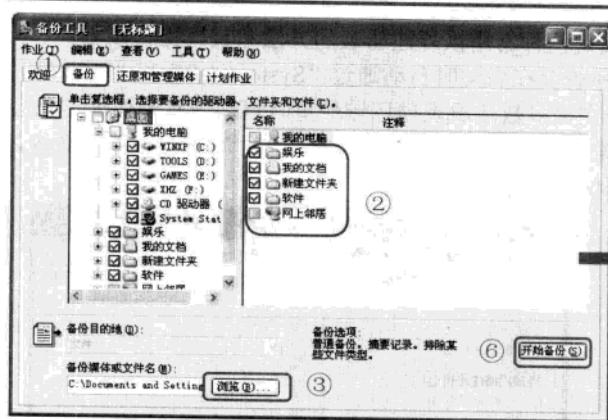 备份工具 - [无标题]
作业(J) 编辑(E) 查看(V) 工具(T) 帮助(H)
①
欢迎 备份 还原和管理媒体 计划作业
单击复选框，选择要备份的驱动器、文件夹和文件(C)。
桌面
我的电脑
WINXP (C:)
TOOLS (D:)
GAMES (E:)
XHZ (F:)
CD 驱动器 (
System Stat
娱乐
我的文档
新建文件夹
软件
网上邻居
名称 注释
我的电脑
娱乐
我的文档
新建文件夹
软件
网上邻居
②
备份目的地(D):
文件
备份媒体或文件名(M):
C:\Documents and Setting 浏览(B)...
③
备份选项:
普通备份。摘要记录。排除某
些文件类型。
⑥ 开始备份(S)